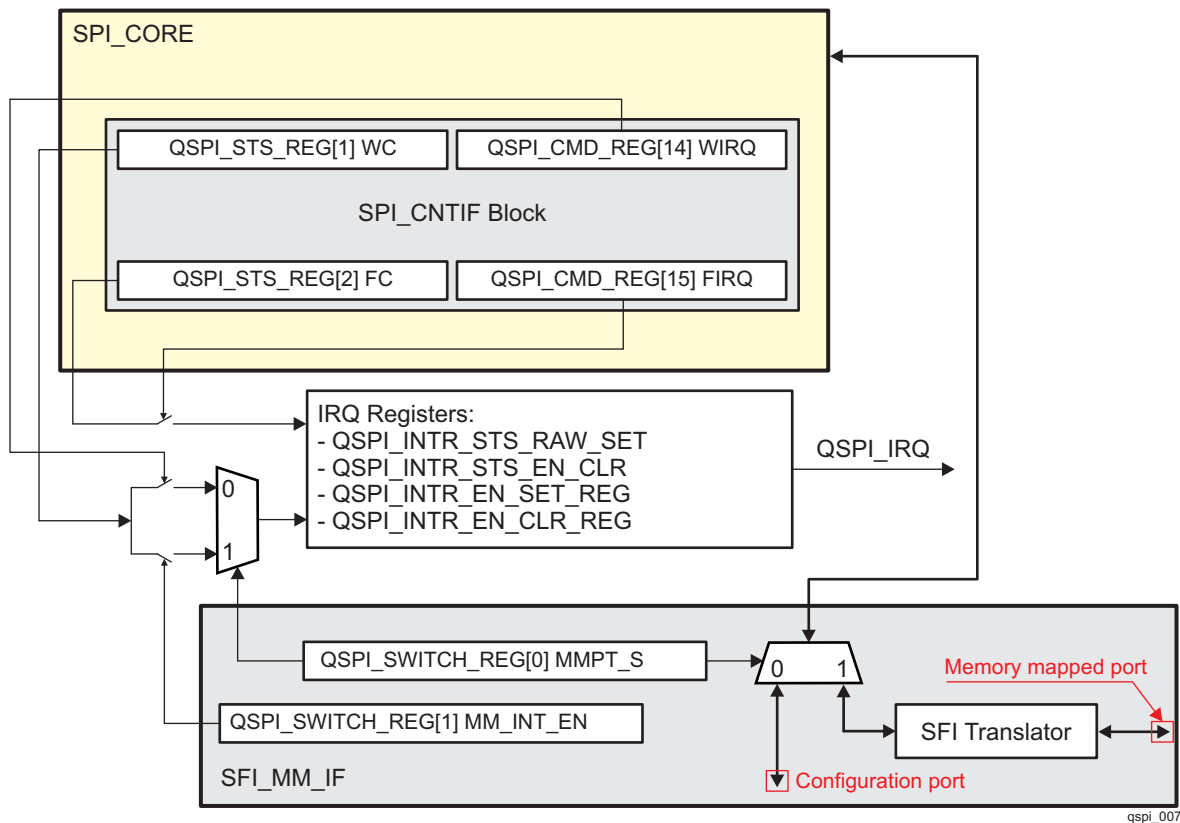 SPI_CORE
QSPI_STS_REG[1] WC
QSPI_CMD_REG[14] WIRQ
SPI_CNTIF Block
QSPI_STS_REG[2] FC
QSPI_CMD_REG[15] FIRQ
IRQ Registers:
- QSPI_INTR_STS_RAW_SET
- QSPI_INTR_STS_EN_CLR
- QSPI_INTR_EN_SET_REG
- QSPI_INTR_EN_CLR_REG
QSPI_IRQ
0
1
QSPI_SWITCH_REG[0] MMPT_S
0 1
Memory mapped port
QSPI_SWITCH_REG[1] MM_INT_EN
SFI Translator
SFI_MM_IF
Configuration port
qspi_007